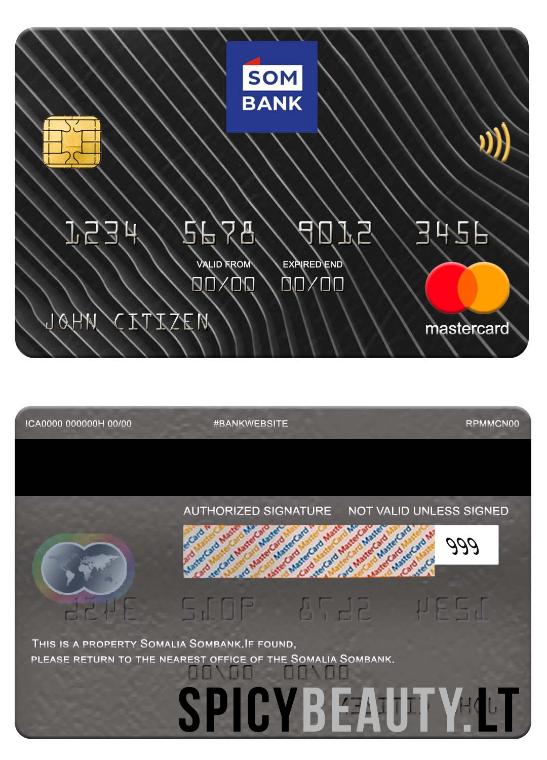 SOM
BANK
1234 5678 9012 3456
VALID FROM EXPIRED END
00/00 00/00
JOHN CITIZEN
mastercard
ICA0000 000000H 00/00 #BANKWEBSITE RPMMCN00
AUTHORIZED SIGNATURE NOT VALID UNLESS SIGNED
999
THIS IS A PROPERTY SOMALIA SOMBANK.IF FOUND,
PLEASE RETURN TO THE NEAREST OFFICE OF THE SOMALIA SOMBANK.
SPICYBEAUTY.LT